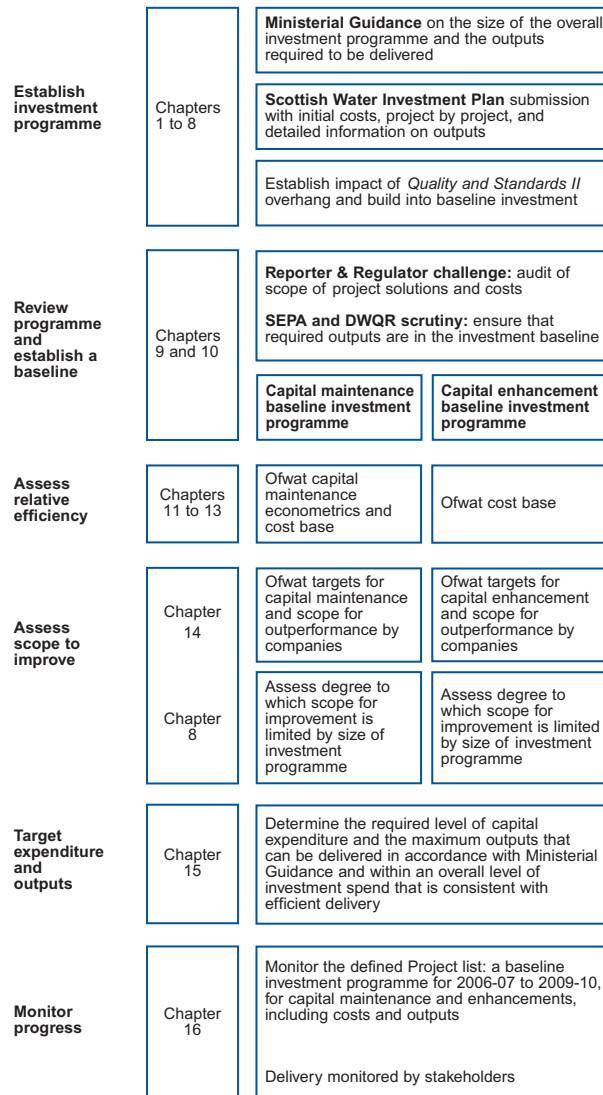 Establish
investment
programme
Chapters
1 to 8
Ministerial Guidance on the size of the overall
investment programme and the outputs
required to be delivered
Scottish Water Investment Plan submission
with initial costs, project by project, and
detailed information on outputs
Establish impact of Quality and Standards II
overhang and build into baseline investment
Review
programme
and
establish a
baseline
Chapters
9 and 10
Reporter & Regulator challenge: audit of
scope of project solutions and costs
SEPA and DWQR scrutiny: ensure that
required outputs are in the investment baseline
Capital maintenance
baseline investment
programme
Capital enhancement
baseline investment
programme
Assess
relative
efficiency
Chapters
11 to 13
Ofwat capital
maintenance
econometrics and
cost base
Ofwat cost base
Assess
scope to
improve
Chapter
14
Ofwat targets for
capital maintenance
and scope for
outperformance by
companies
Ofwat targets for
capital enhancement
and scope for
outperformance by
companies
Chapter
8
Assess degree to
which scope for
improvement is
limited by size of
investment
programme
Assess degree to
which scope for
improvement is limited
by size of investment
programme
Target
expenditure
and
outputs
Chapter
15
Determine the required level of capital
expenditure and the maximum outputs that
can be delivered in accordance with Ministerial
Guidance and within an overall level of
investment spend that is consistent with
efficient delivery
Monitor
progress
Chapter
16
Monitor the defined Project list: a baseline
investment programme for 2006-07 to 2009-10,
for capital maintenance and enhancements,
including costs and outputs
Delivery monitored by stakeholders